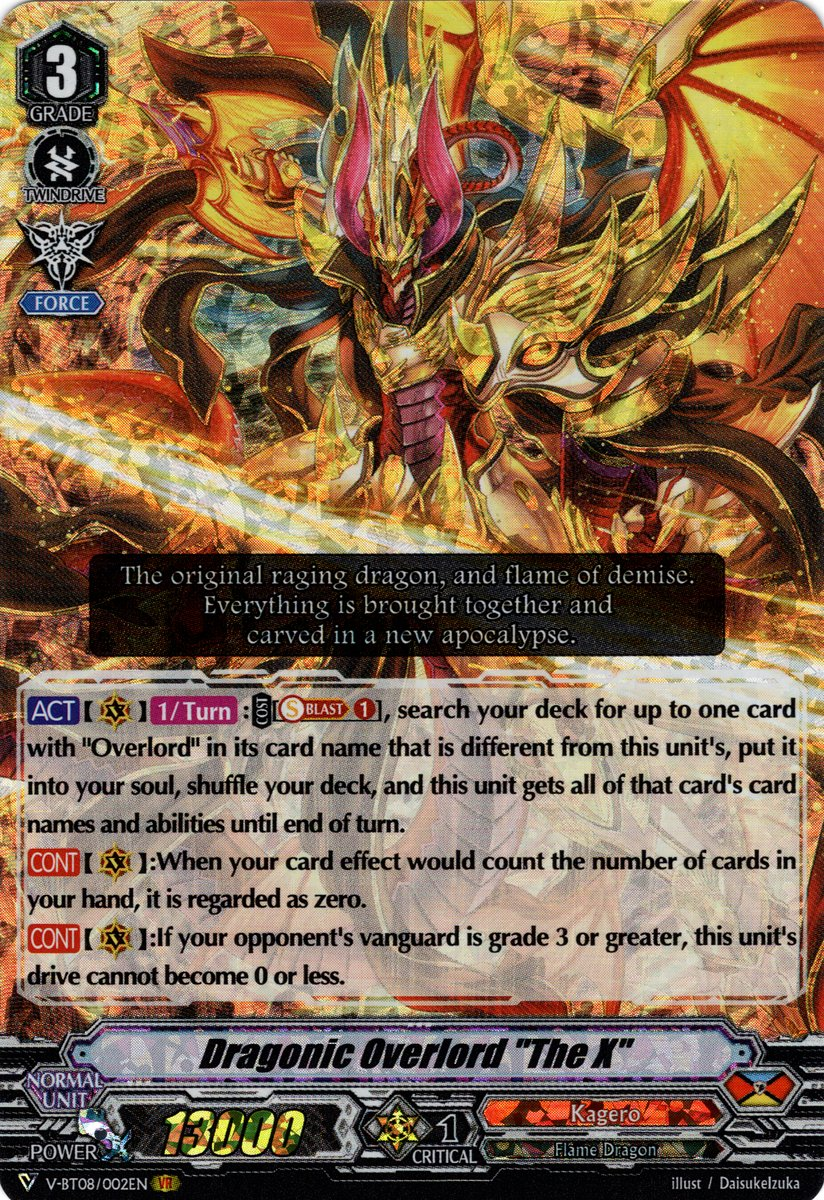 3
GRADE
TWINDRIVE
FORCE
The original raging dragon, and flame of demise.
Everything is brought together and
carved in a new apocalypse.
ACT【 】1/Turn:COST[S BLAST 1], search your deck for up to one card
with "Overlord" in its card name that is different from this unit's, put it
into your soul, shuffle your deck, and this unit gets all of that card's card
names and abilities until end of turn.
CONT【 】:When your card effect would count the number of cards in
your hand, it is regarded as zero.
CONT【 】:If your opponent's vanguard is grade 3 or greater, this unit's
drive cannot become 0 or less.
Dragonic Overlord "The X"
NORMAL
UNIT
POWER 13000
1
CRITICAL
Kagero
Flame Dragon
V V-BT08/002EN VR
illust / DaisukeIzuka